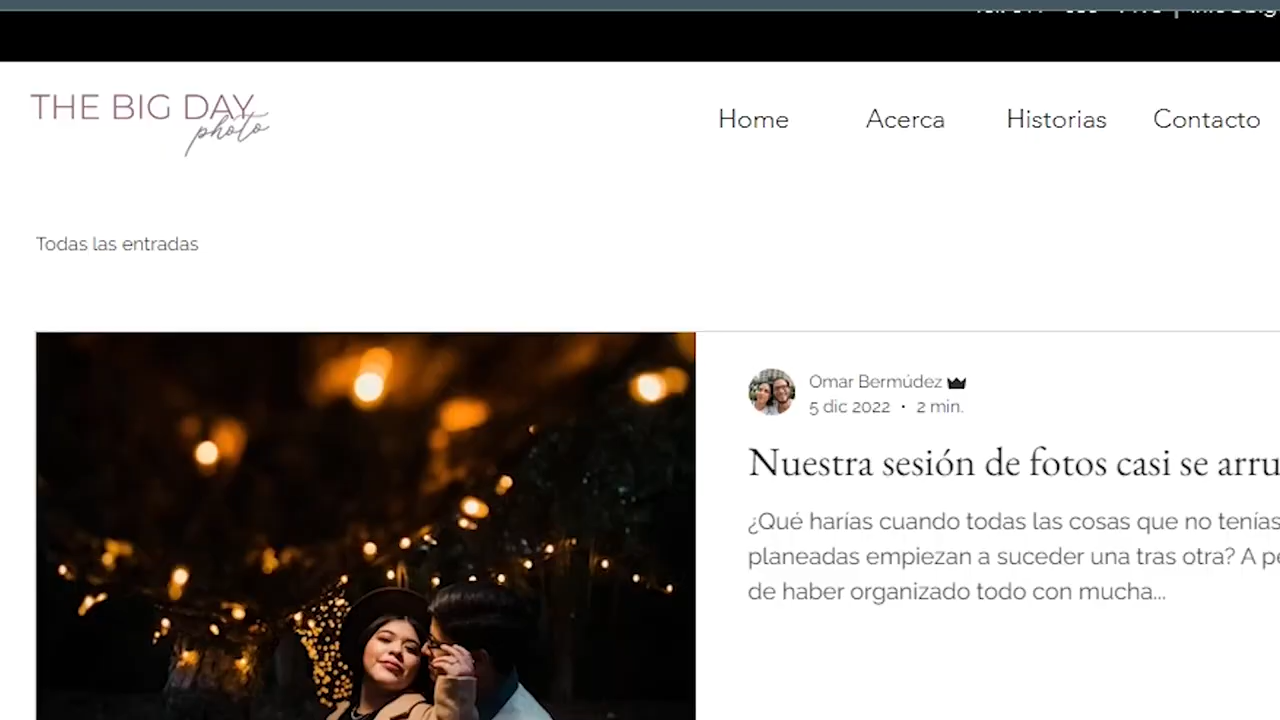 THE BIG DAY
photo
Home Acerca Historias Contacto
Todas las entradas
Omar Bermúdez
5 dic 2022 · 2 min.
Nuestra sesión de fotos casi se
¿Qué harías cuando todas las cosas que no tenías
planeadas empiezan a suceder una tras otra? A
de haber organizado todo con mucha...